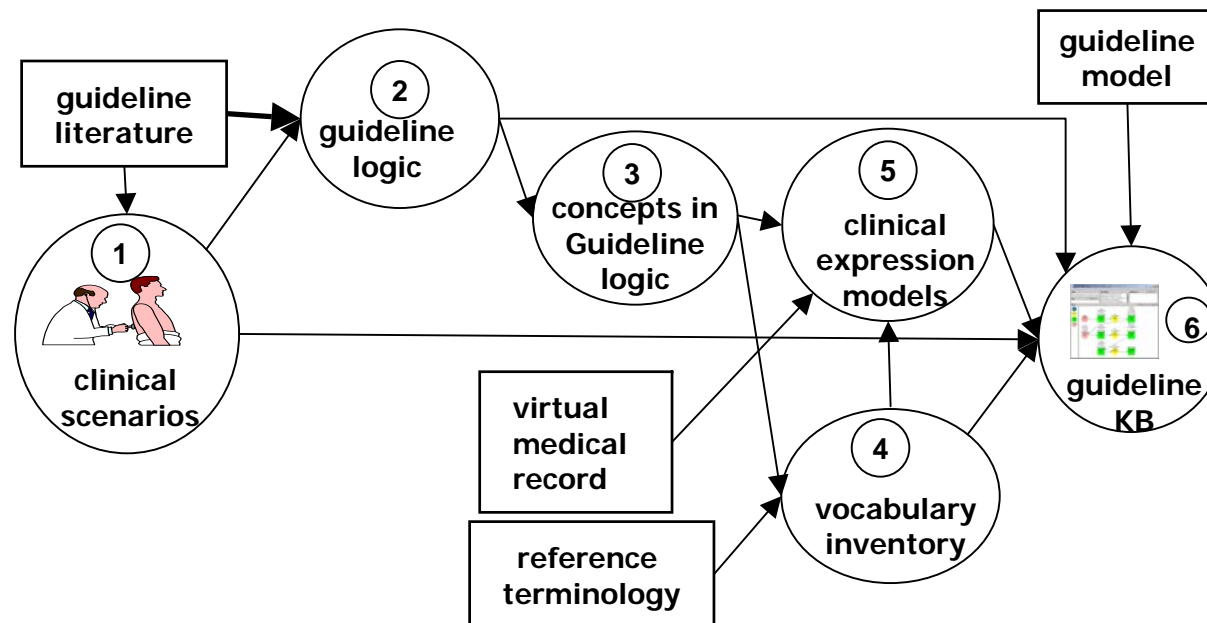 guideline
literature
1
clinical
scenarios
2
guideline
logic
3
concepts in
Guideline
logic
virtual
medical
record
reference
terminology
4
vocabulary
inventory
5
clinical
expression
models
guideline
model
6
guideline
KB